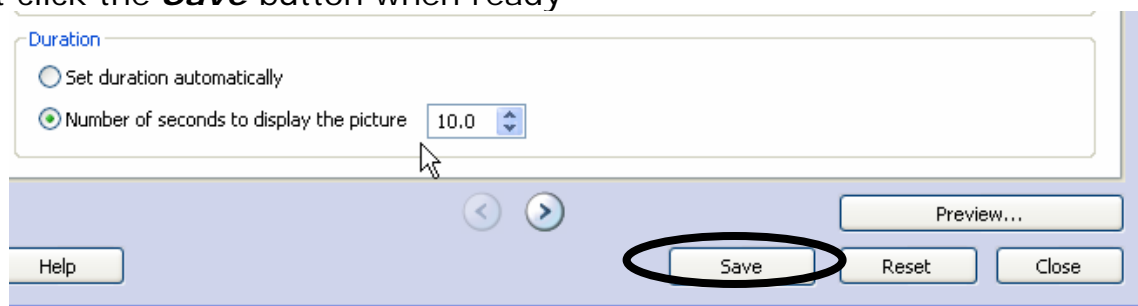 click the Save button when ready
Duration
Set duration automatically
Number of seconds to display the picture 10.0
Preview...
Help Save Reset Close